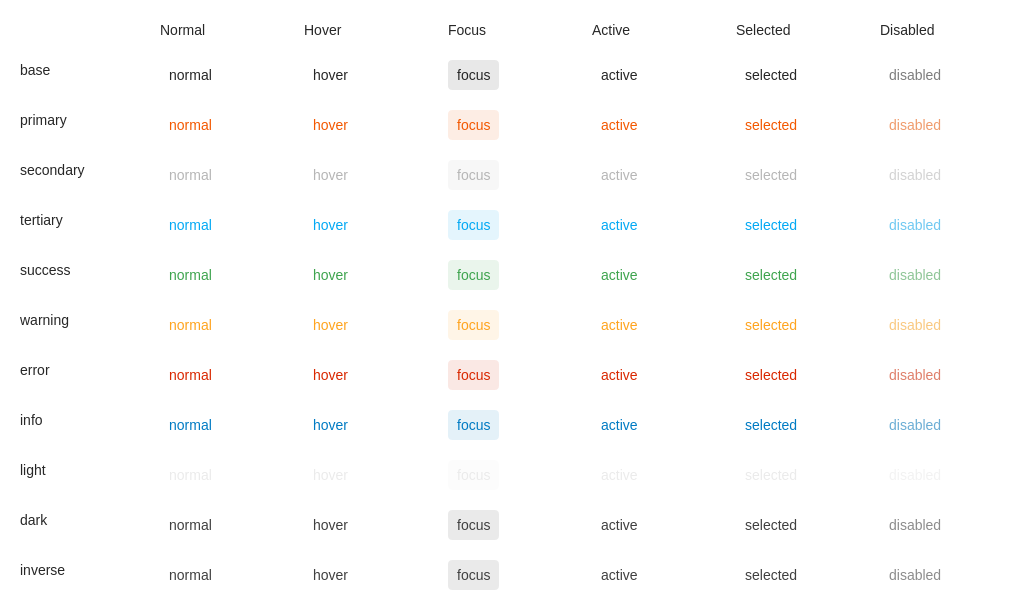 Normal Hover Focus Active Selected Disabled
base normal hover focus active selected disabled
primary normal hover focus active selected disabled
secondary normal hover focus active selected disabled
tertiary normal hover focus active selected disabled
success normal hover focus active selected disabled
warning normal hover focus active selected disabled
error normal hover focus active selected disabled
info normal hover focus active selected disabled
light normal hover focus active selected disabled
dark normal hover focus active selected disabled
inverse normal hover focus active selected disabled